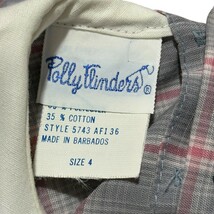 Polly Flinders®
35 % COTTON
STYLE 5743 AFI 36
MADE IN BARBADOS
SIZE 4